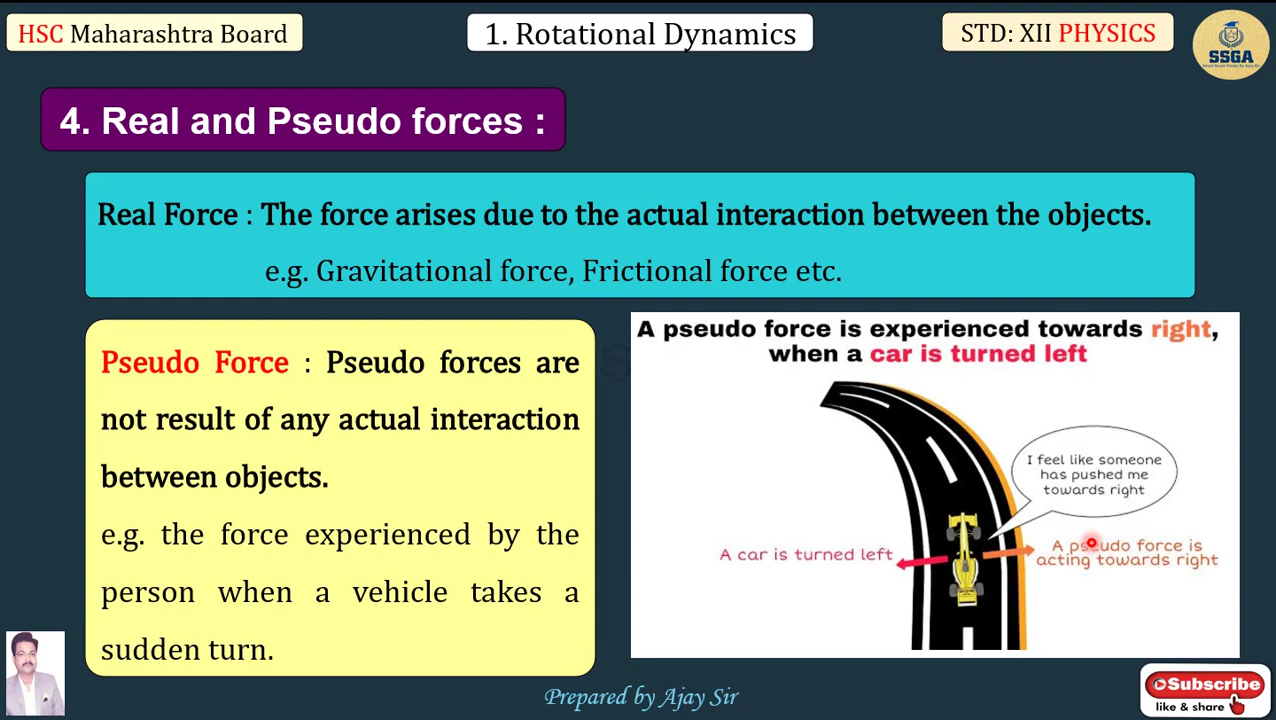 HSC Maharashtra Board
1. Rotational Dynamics
STD: XII PHYSICS
SSGA
4. Real and Pseudo forces :
Real Force : The force arises due to the actual interaction between the objects.
e.g. Gravitational force, Frictional force etc.
Pseudo Force : Pseudo forces are
not result of any actual interaction
between objects.
e.g. the force experienced by the
person when a vehicle takes a
sudden turn.
A pseudo force is experienced towards right,
when a car is turned left
I feel like someone
has pushed me
towards right
A car is turned left
A pseudo force is
acting towards right
Prepared by Ajay Sir
Subscribe
like & share